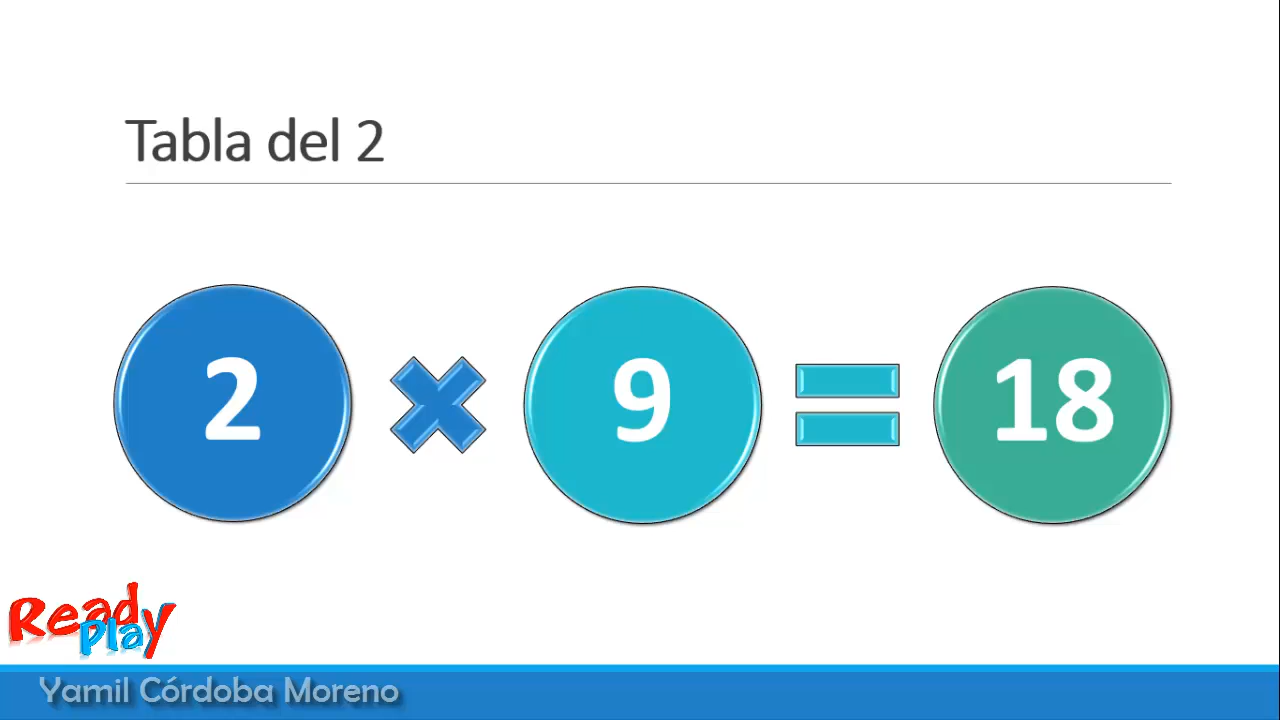 Tabla del 2
2 × 9 = 18
Ready
Play
Yamil Córdoba Moreno